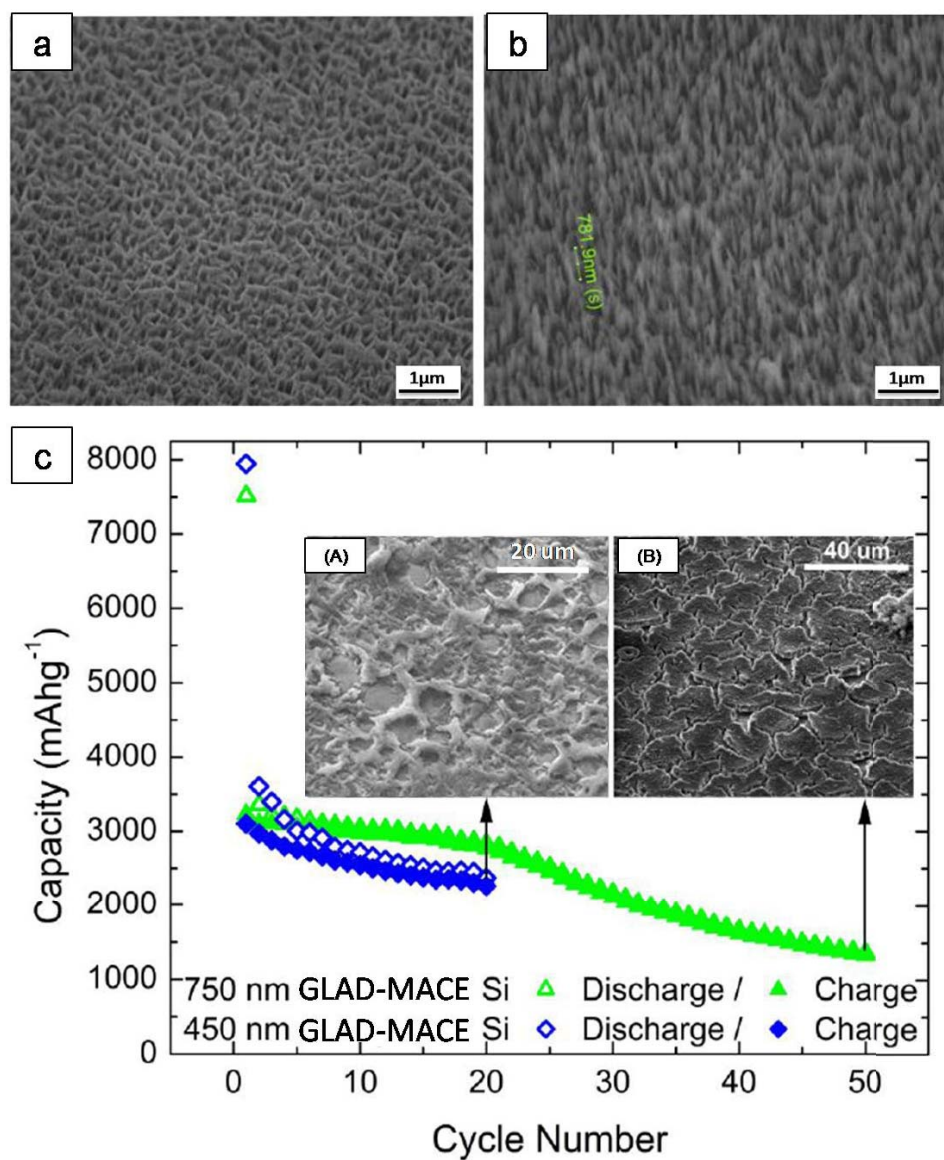 a
b
781.9nm (s)
1μm
1μm
c
Capacity (mAhg⁻¹)
8000
7000
6000
5000
4000
3000
2000
1000
0
(A)
20 um
(B)
40 um
750 nm GLAD-MACE Si Discharge / Charge
450 nm GLAD-MACE Si Discharge / Charge
0 10 20 30 40 50
Cycle Number